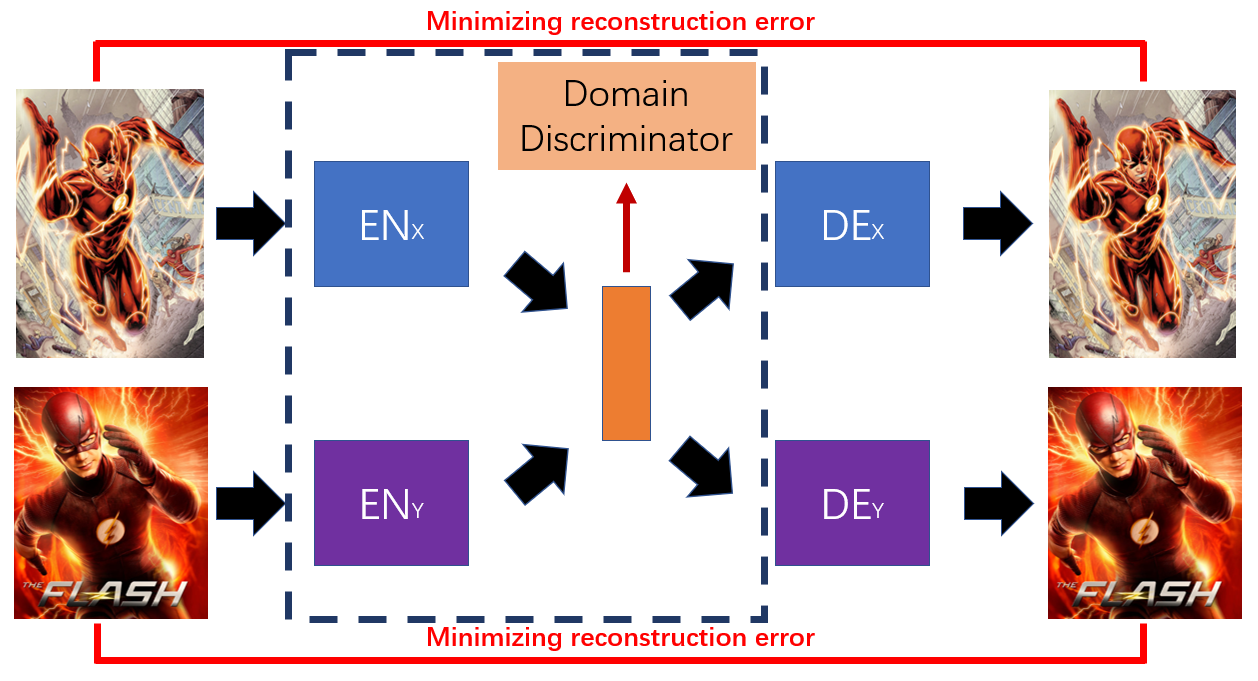 Minimizing reconstruction error
Domain
Discriminator
ENX
DEX
ENY
DEY
THE
FLASH
THE
FLASH
Minimizing reconstruction error